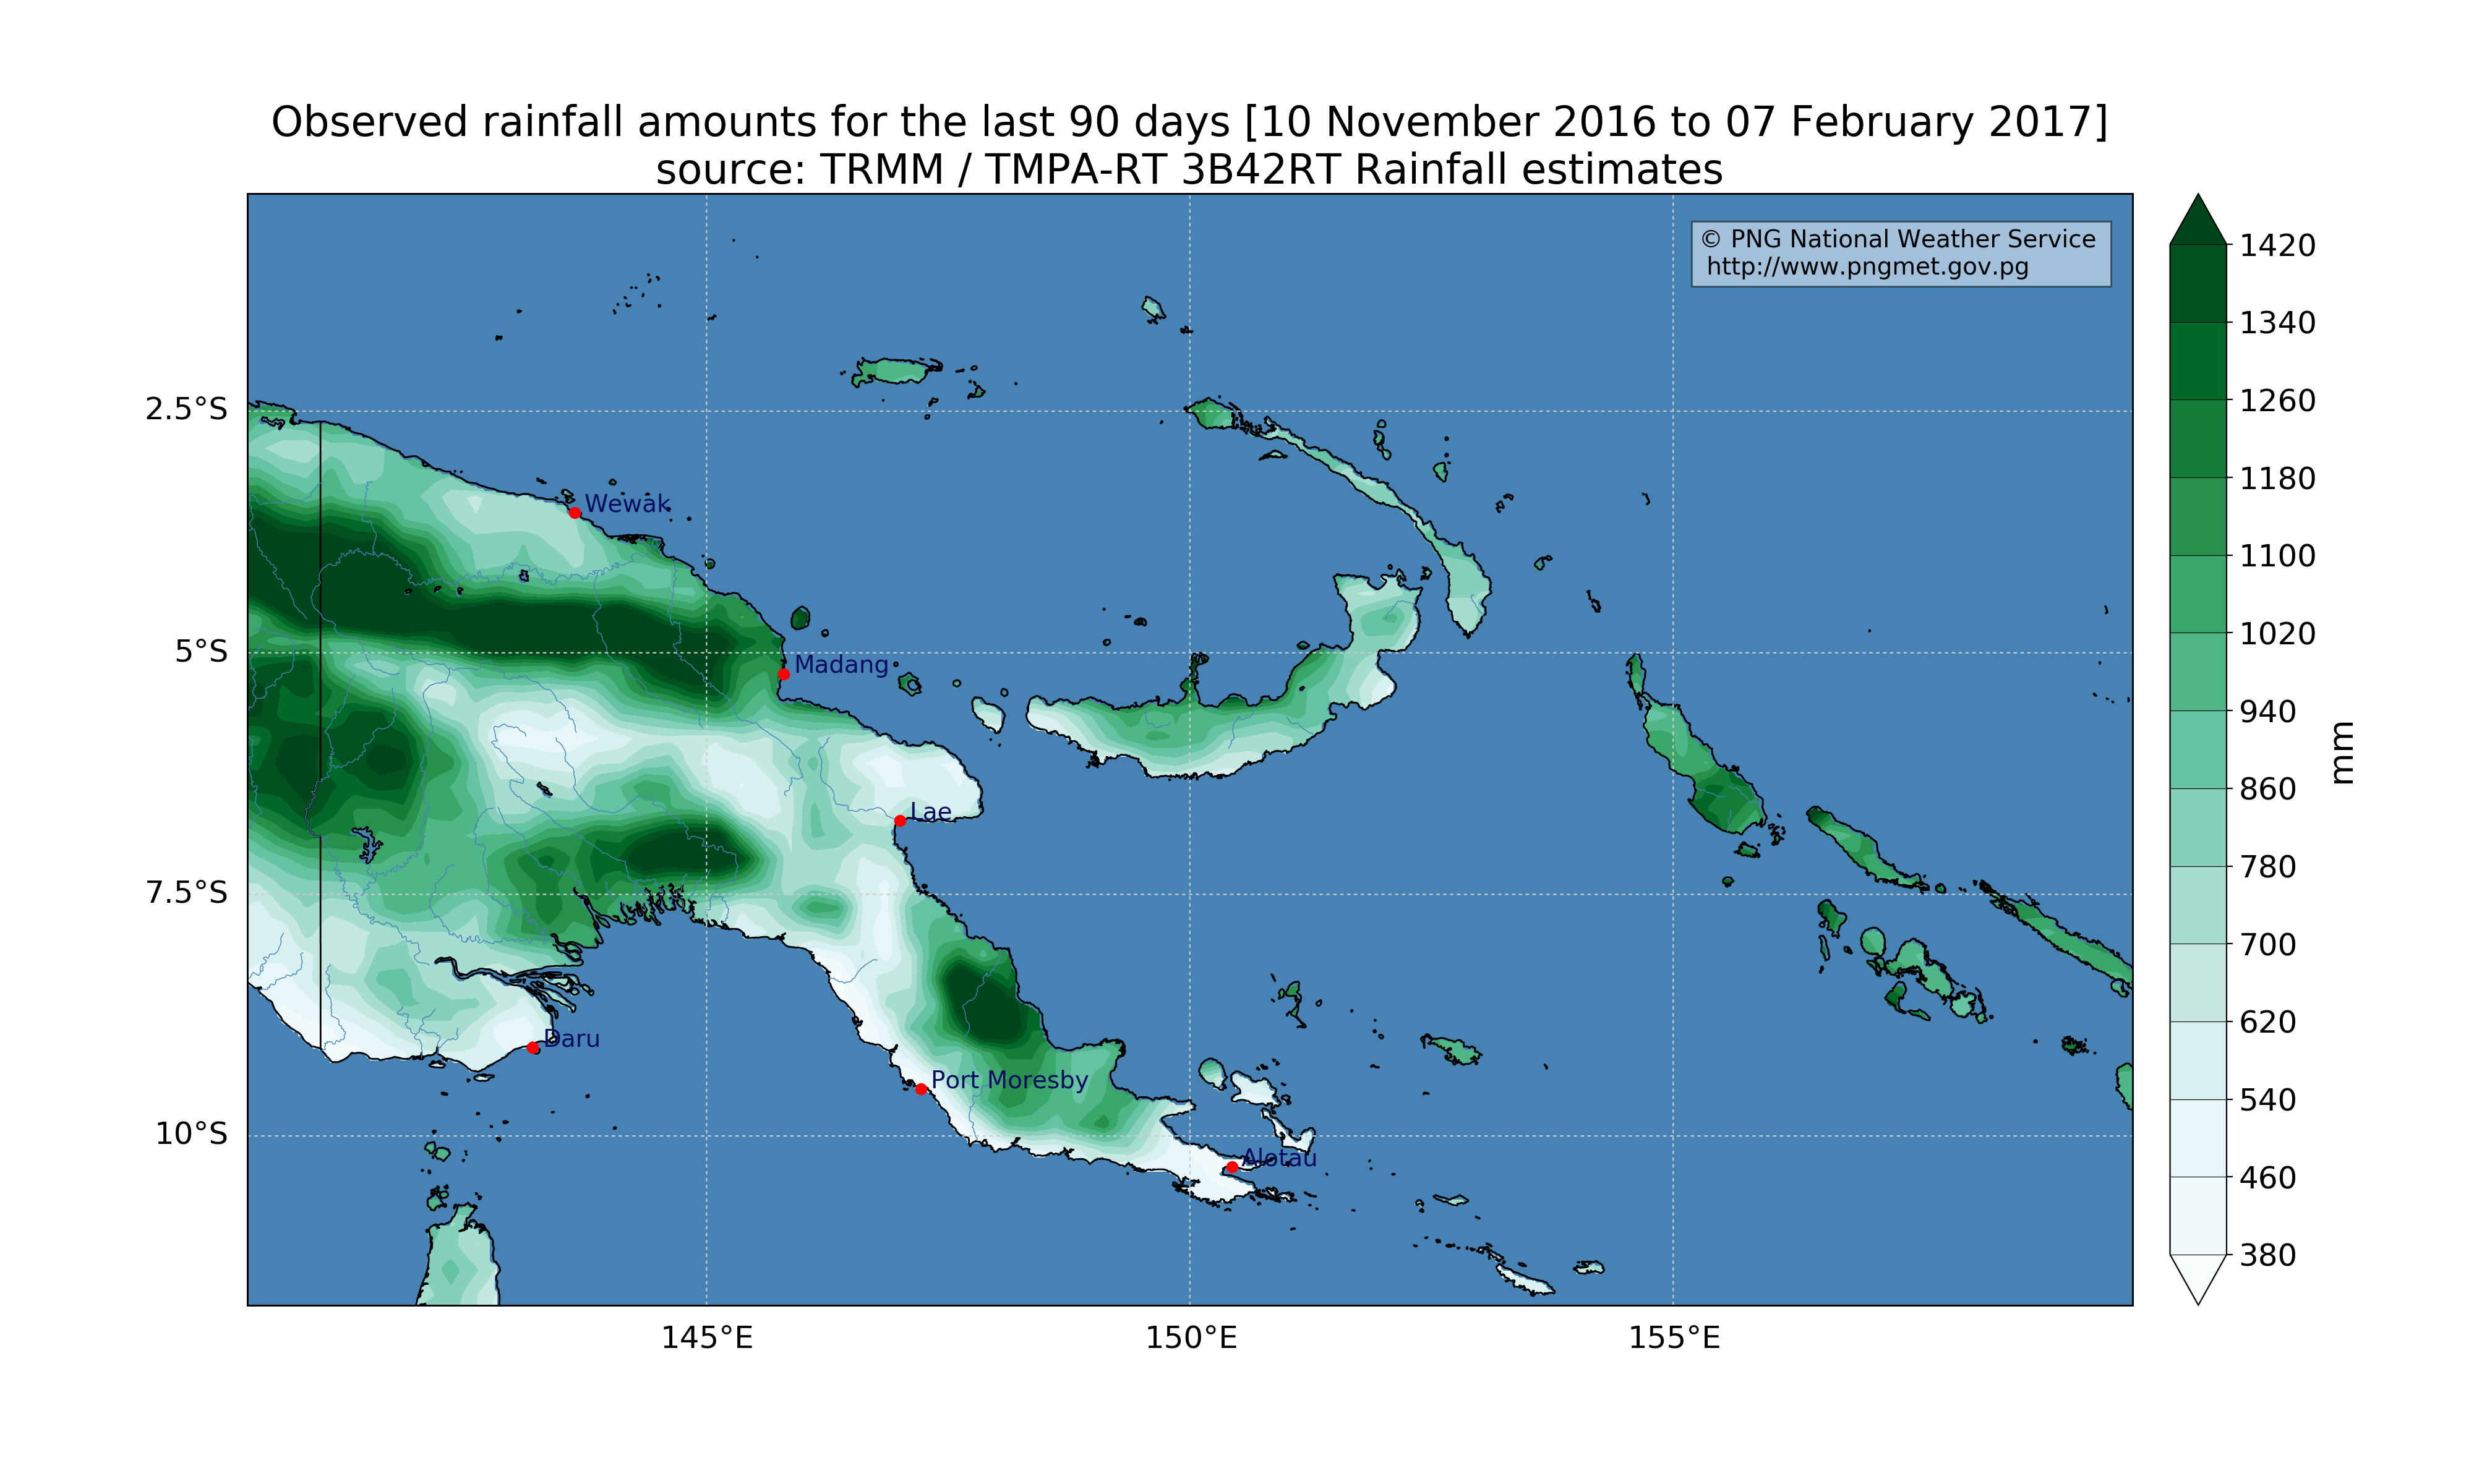 Observed rainfall amounts for the last 90 days [10 November 2016 to 07 February 2017]
source: TRMM / TMPA-RT 3B42RT Rainfall estimates
© PNG National Weather Service
http://www.pngmet.gov.pg
1420
1340
1260
1180
1100
1020
940
860
780
700
620
540
460
380
mm
2.5°S
5°S
7.5°S
10°S
Wewak
Madang
Lae
Daru
Port Moresby
Alotau
145°E
150°E
155°E